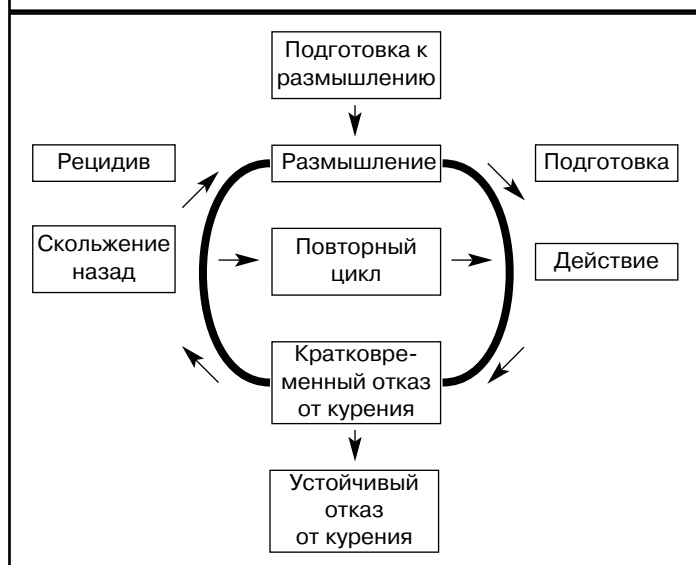 Подготовка к
размышлению
Рецидив
Размышление
Подготовка
Скольжение
назад
Повторный
цикл
Действие
Кратковре-
менный отказ
от курения
Устойчивый
отказ
от курения